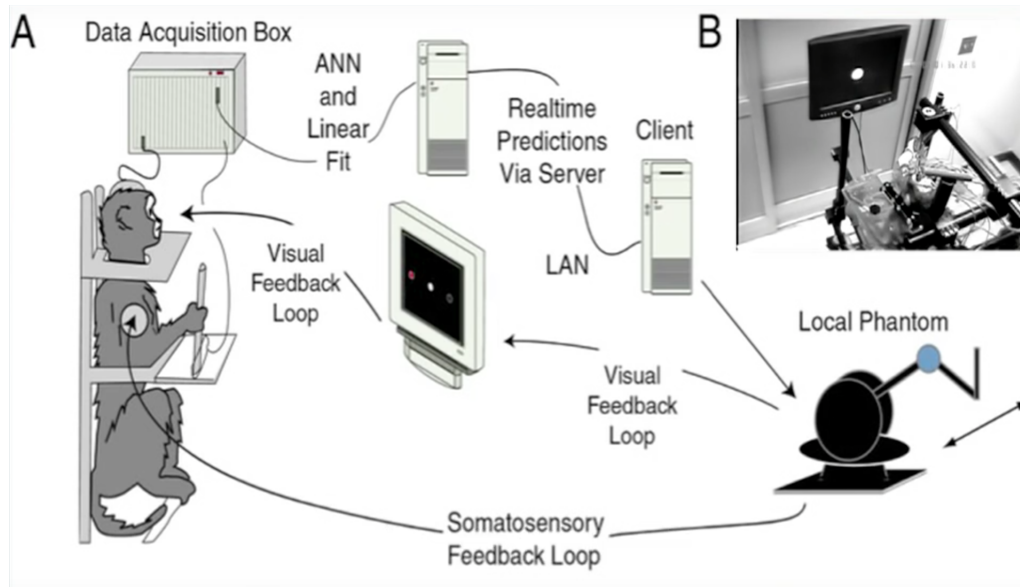 A
Data Acquisition Box
ANN
and
Linear
Fit
Realtime
Predictions
Via Server
Client
B
LAN
Visual
Feedback
Loop
Local Phantom
Visual
Feedback
Loop
Somatosensory
Feedback Loop